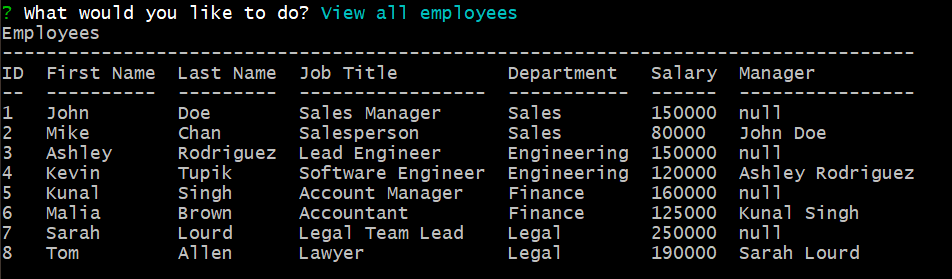 ? What would you like to do? View all employees
Employees
-----------------------------------------------------------------------------------
ID  First Name  Last Name  Job Title          Department   Salary  Manager
--  ----------  ---------  -----------------  -----------  ------  ----------------
1   John        Doe        Sales Manager      Sales        150000  null
2   Mike        Chan       Salesperson        Sales        80000   John Doe
3   Ashley      Rodriguez  Lead Engineer      Engineering  150000  null
4   Kevin       Tupik      Software Engineer  Engineering  120000  Ashley Rodriguez
5   Kunal       Singh      Account Manager    Finance      160000  null
6   Malia       Brown      Accountant         Finance      125000  Kunal Singh
7   Sarah       Lourd      Legal Team Lead    Legal        250000  null
8   Tom         Allen      Lawyer             Legal        190000  Sarah Lourd